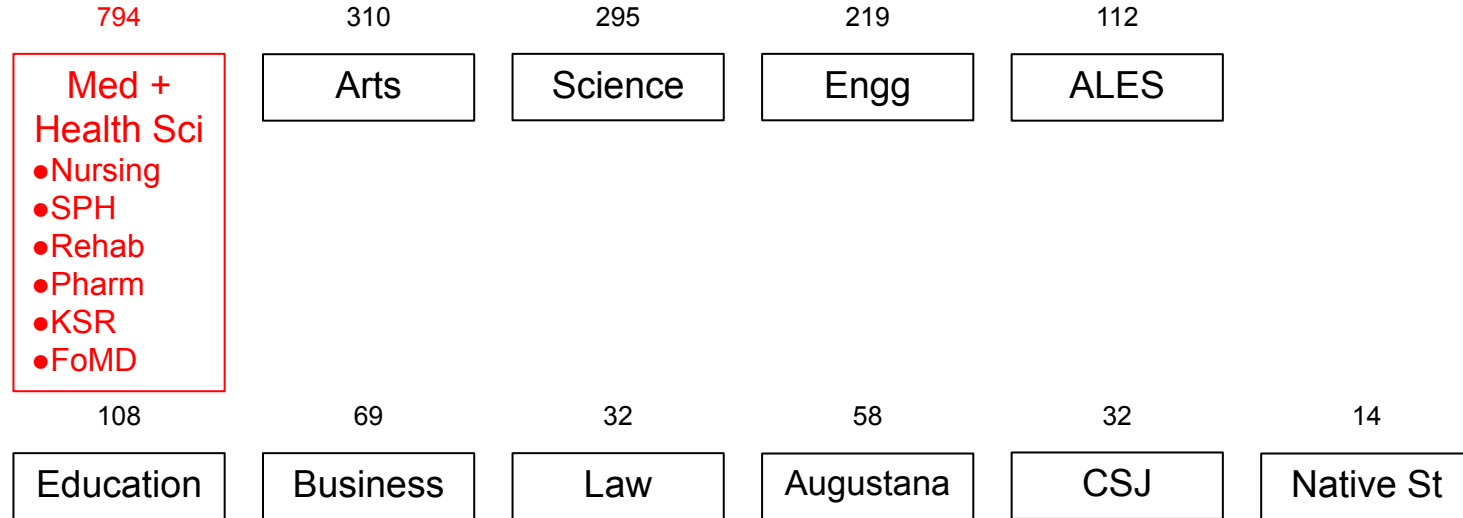 794 310 295 219 112
Med + Arts Science Engg ALES
Health Sci
●Nursing
●SPH
●Rehab
●Pharm
●KSR
●FoMD
108 69 32 58 32 14
Education Business Law Augustana CSJ Native St